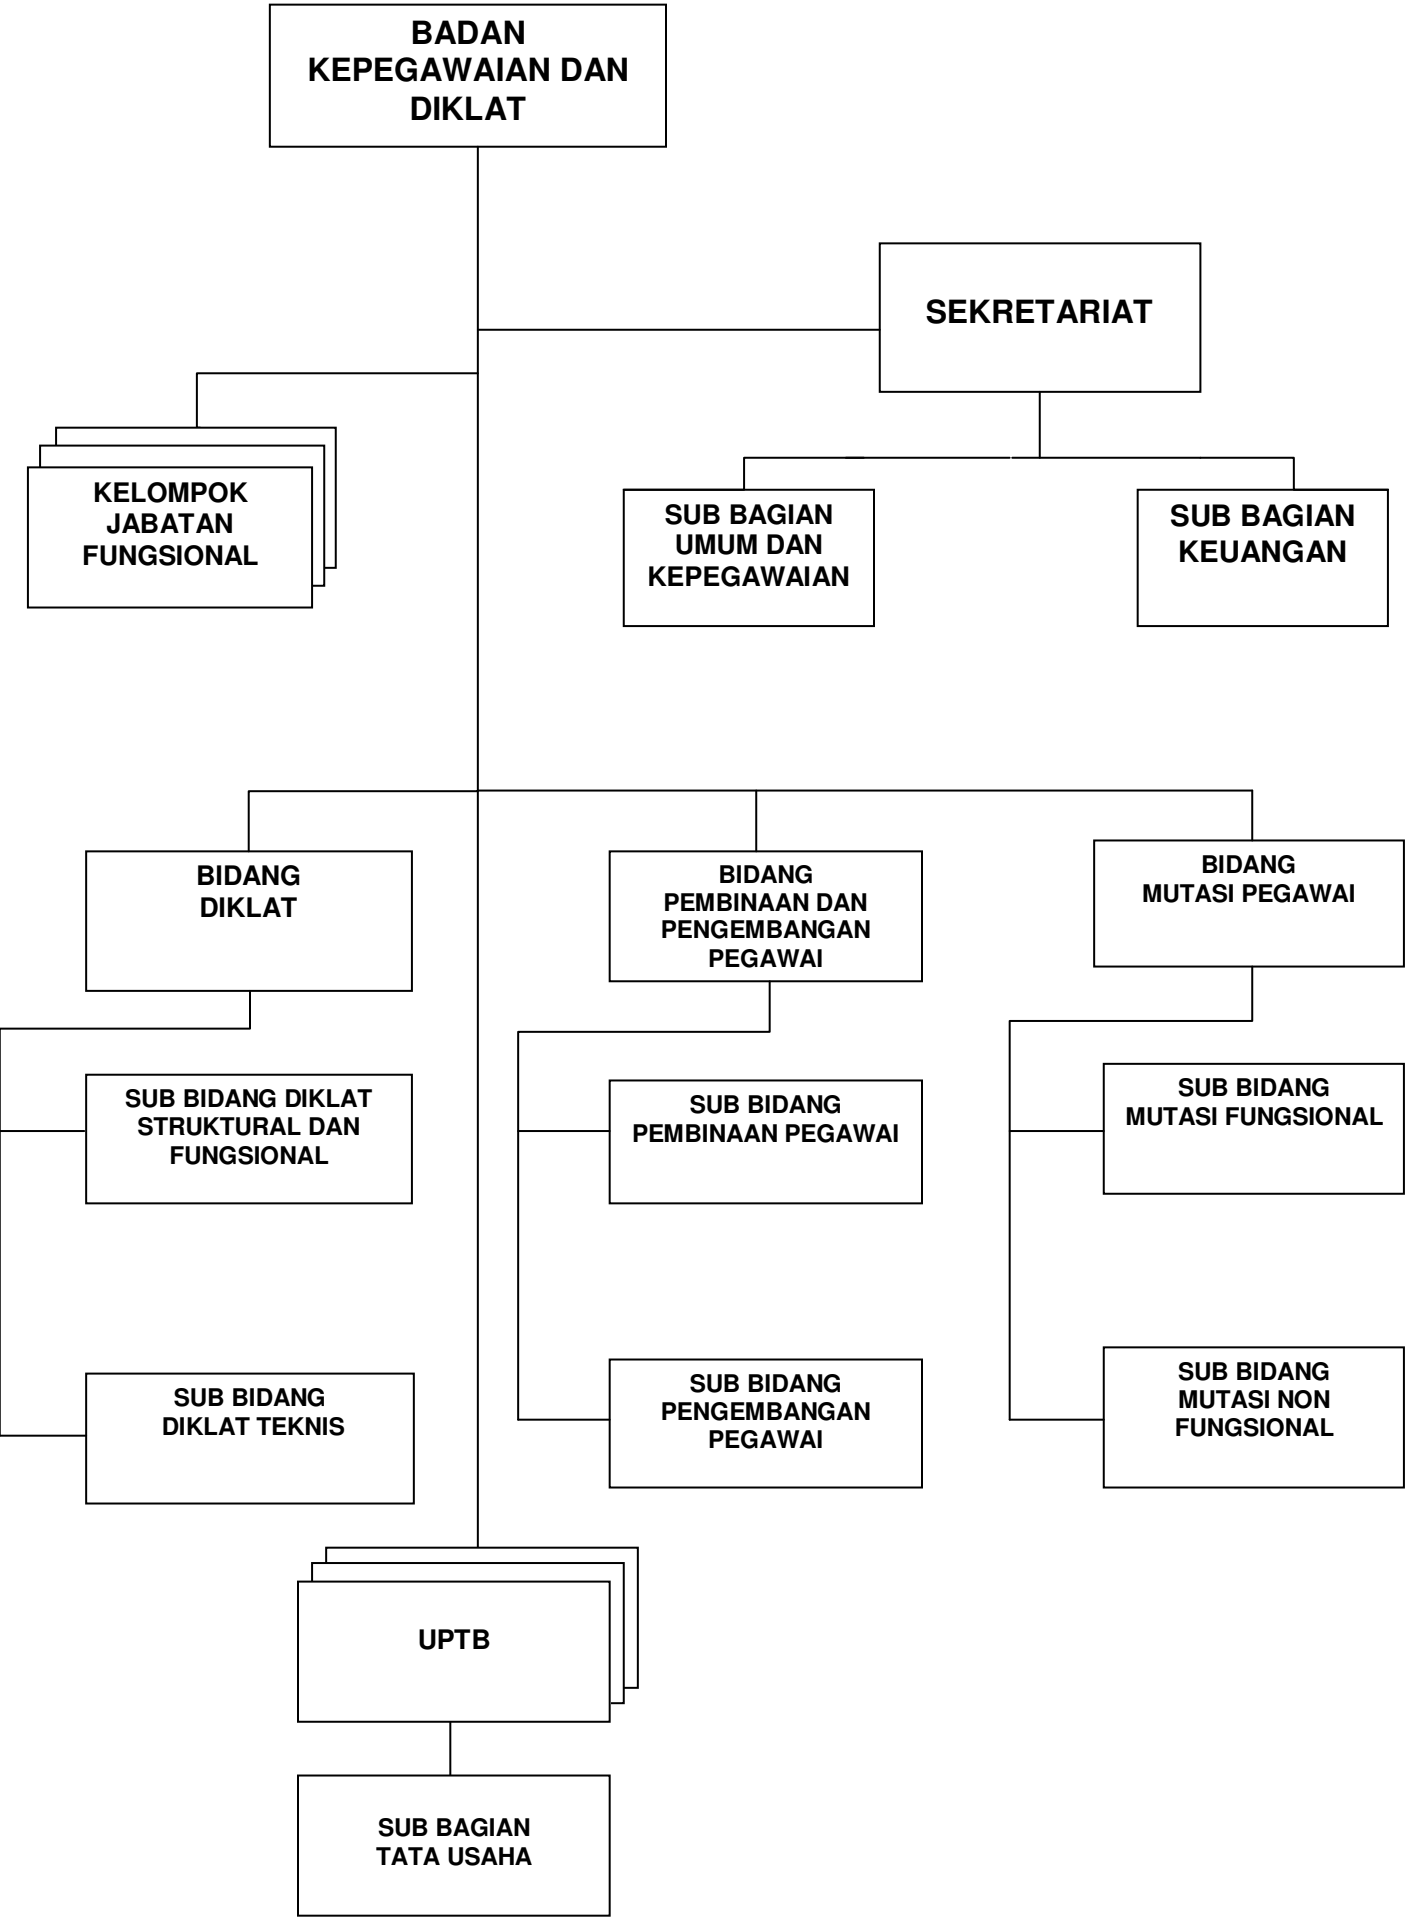 BADAN
KEPEGAWAIAN DAN
DIKLAT
SEKRETARIAT
KELOMPOK
JABATAN
FUNGSIONAL
SUB BAGIAN
UMUM DAN
KEPEGAWAIAN
SUB BAGIAN
KEUANGAN
BIDANG
DIKLAT
BIDANG
PEMBINAAN DAN
PENGEMBANGAN
PEGAWAI
BIDANG
MUTASI PEGAWAI
SUB BIDANG DIKLAT
STRUKTURAL DAN
FUNGSIONAL
SUB BIDANG
PEMBINAAN PEGAWAI
SUB BIDANG
MUTASI FUNGSIONAL
SUB BIDANG
DIKLAT TEKNIS
SUB BIDANG
PENGEMBANGAN
PEGAWAI
SUB BIDANG
MUTASI NON
FUNGSIONAL
UPTB
SUB BAGIAN
TATA USAHA